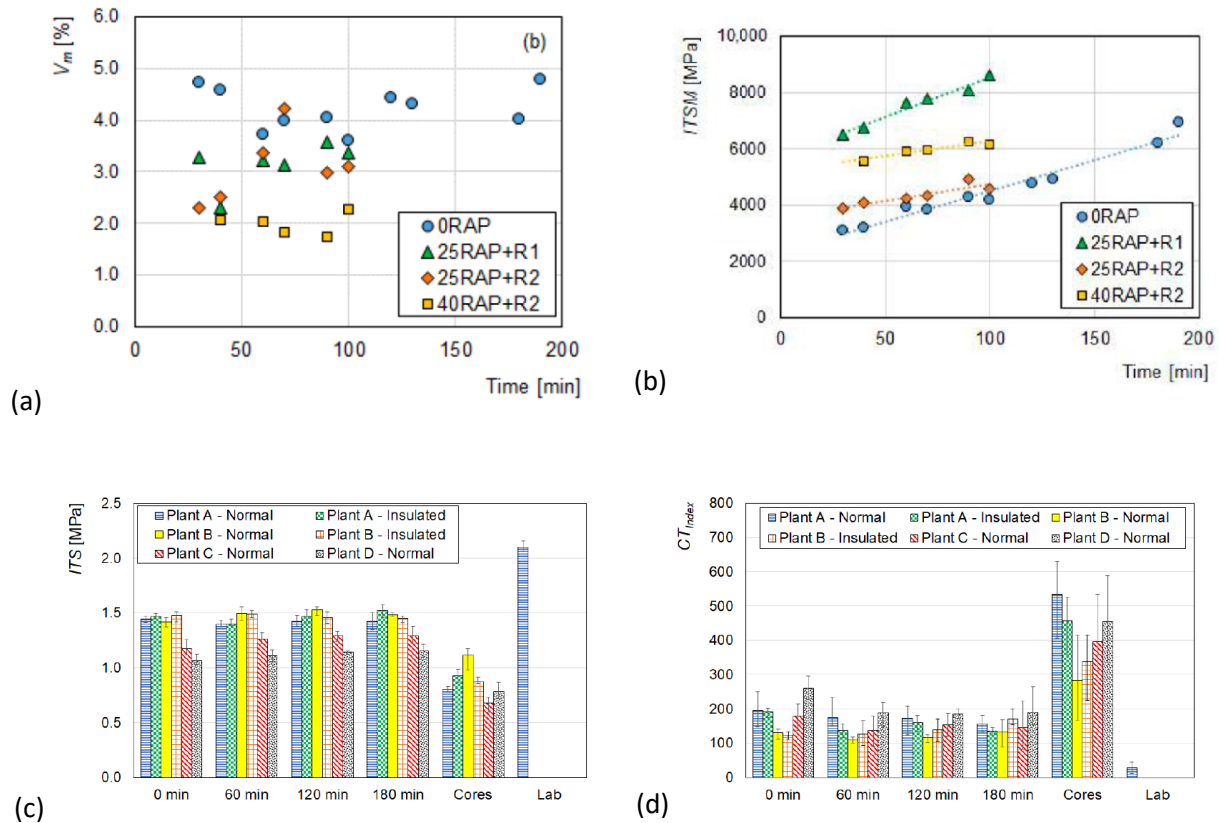 6.0
5.0
4.0
3.0
2.0
1.0
0.0
V_m [%]
(b)
0RAP
25RAP+R1
25RAP+R2
40RAP+R2
0
50
100
150
200
Time [min]
(a)
10,000
8000
6000
4000
2000
0
ITSM [MPa]
0RAP
25RAP+R1
25RAP+R2
40RAP+R2
0
50
100
150
200
Time [min]
(b)
2.5
2.0
1.5
1.0
0.5
0.0
ITS [MPa]
Plant A - Normal
Plant A - Insulated
Plant B - Normal
Plant B - Insulated
Plant C - Normal
Plant D - Normal
0 min
60 min
120 min
180 min
Cores
Lab
(c)
800
700
600
500
400
300
200
100
0
CT_Index
Plant A - Normal
Plant A - Insulated
Plant B - Normal
Plant B - Insulated
Plant C - Normal
Plant D - Normal
0 min
60 min
120 min
180 min
Cores
Lab
(d)